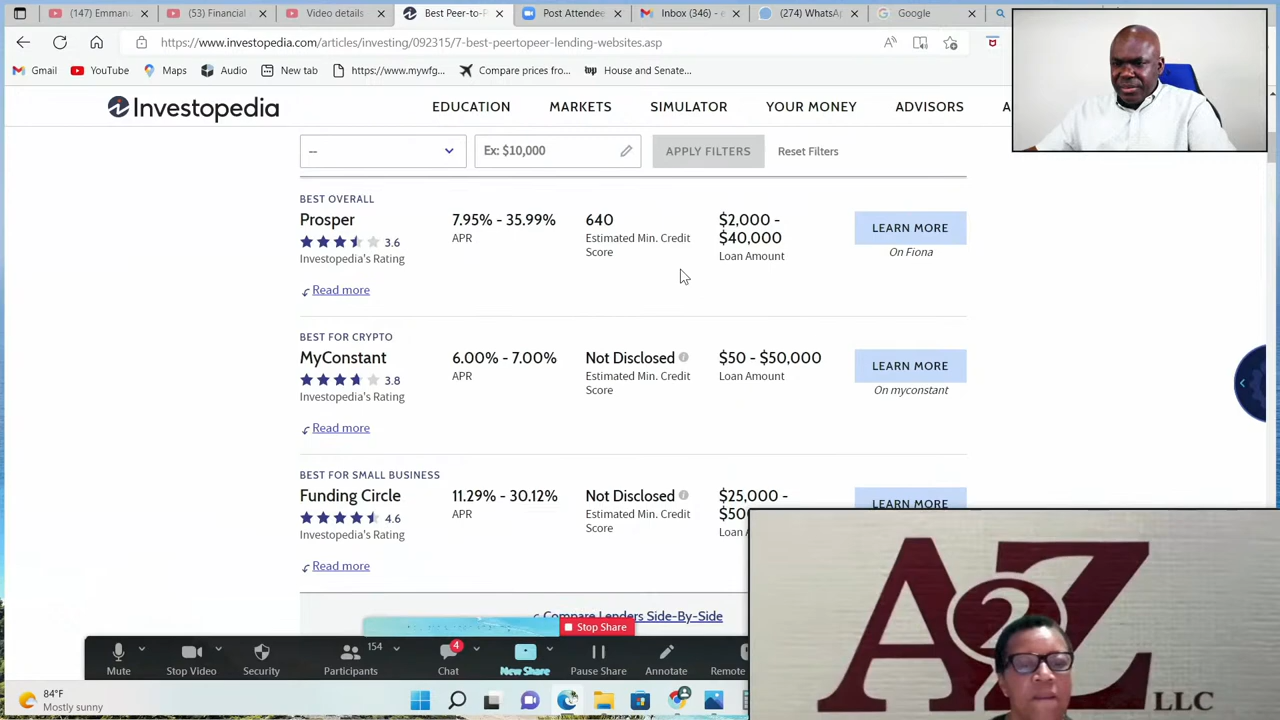 (147) Emmanu
(53) Financial
Video details
Best Peer-to-P
Post Attendee
Inbox (346) - e
(274) WhatsA
Google
https://www.investopedia.com/articles/investing/092315/7-best-peertopeer-lending-websites.asp
Gmail
YouTube
Maps
Audio
New tab
https://www.mywfg...
Compare prices fro...
House and Senate...
Investopedia
EDUCATION
MARKETS
SIMULATOR
YOUR MONEY
ADVISORS
--
Ex: $10,000
APPLY FILTERS
Reset Filters
BEST OVERALL
Prosper
3.6
Investopedia's Rating
Read more
7.95% - 35.99%
APR
640
Estimated Min. Credit
Score
$2,000 -
$40,000
Loan Amount
LEARN MORE
On Fiona
BEST FOR CRYPTO
MyConstant
3.8
Investopedia's Rating
Read more
6.00% - 7.00%
APR
Not Disclosed
Estimated Min. Credit
Score
$50 - $50,000
Loan Amount
LEARN MORE
On myconstant
BEST FOR SMALL BUSINESS
Funding Circle
4.6
Investopedia's Rating
Read more
11.29% - 30.12%
APR
Not Disclosed
Estimated Min. Credit
Score
$25,000 -
Loan
LEARN MORE
Compare Lenders Side-By-Side
Stop Share
Mute
Stop Video
Security
154
Participants
4
Chat
New Share
Pause Share
Annotate
Remote
84°F
Mostly sunny
A2Z
LLC